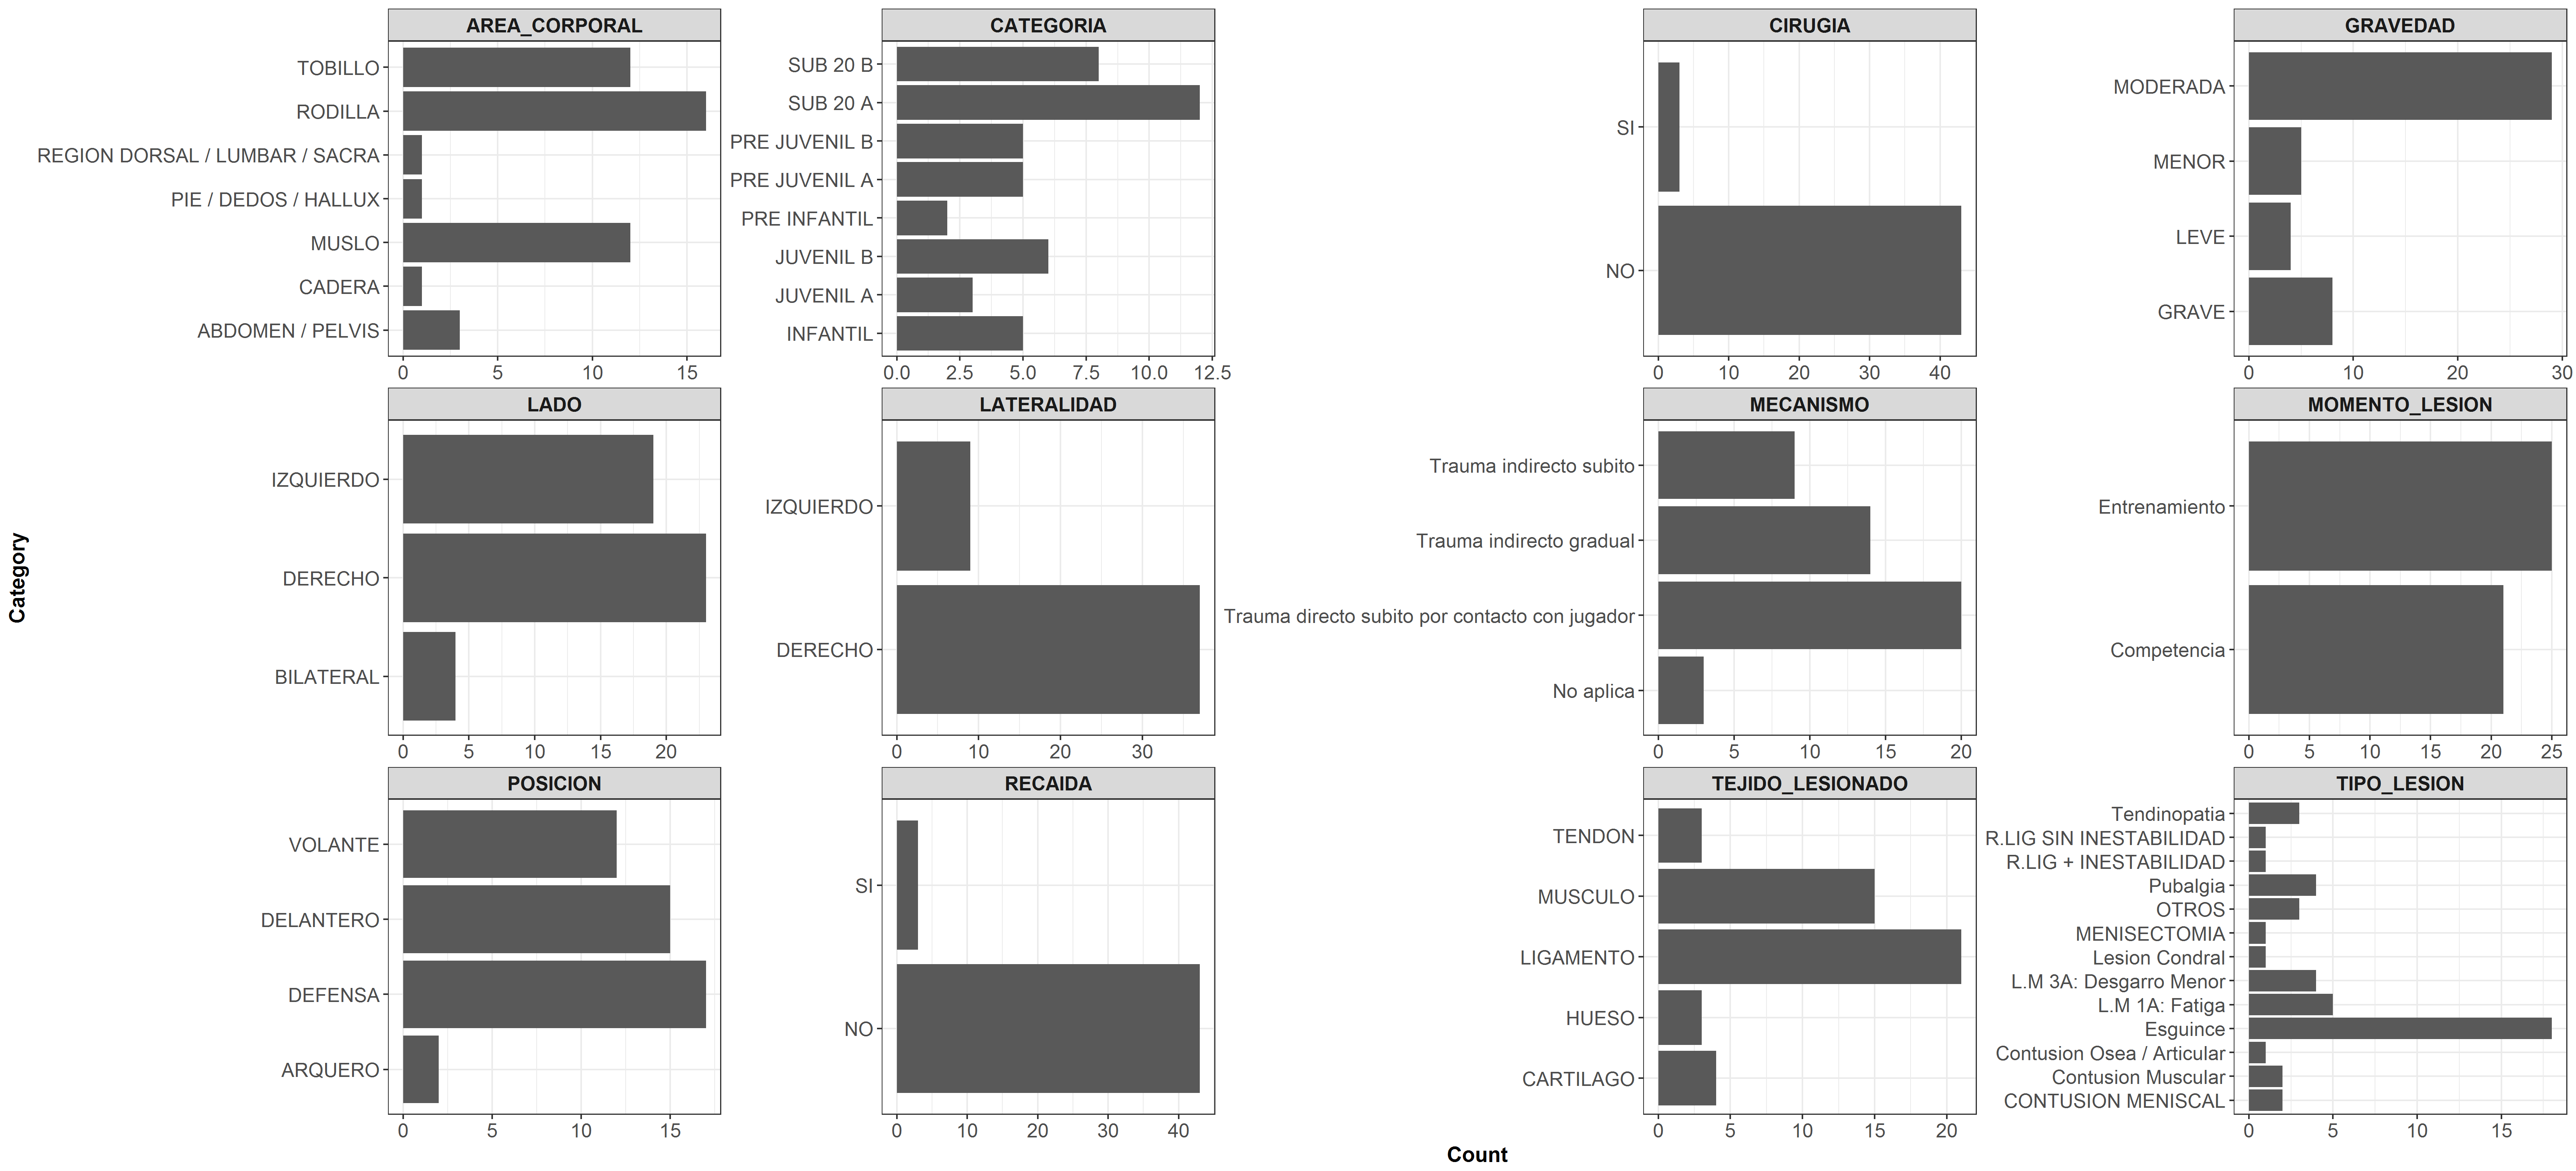 AREA_CORPORAL
TOBILLO
RODILLA
REGION DORSAL / LUMBAR / SACRA
PIE / DEDOS / HALLUX
MUSLO
CADERA
ABDOMEN / PELVIS
0 5 10 15
CATEGORIA
SUB 20 B
SUB 20 A
PRE JUVENIL B
PRE JUVENIL A
PRE INFANTIL
JUVENIL B
JUVENIL A
INFANTIL
0.0 2.5 5.0 7.5 10.0 12.5
CIRUGIA
SI
NO
0 10 20 30 40
GRAVEDAD
MODERADA
MENOR
LEVE
GRAVE
0 10 20 30
LADO
IZQUIERDO
DERECHO
BILATERAL
0 5 10 15 20
LATERALIDAD
IZQUIERDO
DERECHO
0 10 20 30
MECANISMO
Trauma indirecto subito
Trauma indirecto gradual
Trauma directo subito por contacto con jugador
No aplica
0 5 10 15 20
MOMENTO_LESION
Entrenamiento
Competencia
0 5 10 15 20 25
POSICION
VOLANTE
DELANTERO
DEFENSA
ARQUERO
0 5 10 15
RECAIDA
SI
NO
0 10 20 30 40
TEJIDO_LESIONADO
TENDON
MUSCULO
LIGAMENTO
HUESO
CARTILAGO
0 5 10 15 20
TIPO_LESION
Tendinopatia
R.LIG SIN INESTABILIDAD
R.LIG + INESTABILIDAD
Pubalgia
OTROS
MENISECTOMIA
Lesion Condral
L.M 3A: Desgarro Menor
L.M 1A: Fatiga
Esguince
Contusion Osea / Articular
Contusion Muscular
CONTUSION MENISCAL
0 5 10 15
Category
Count